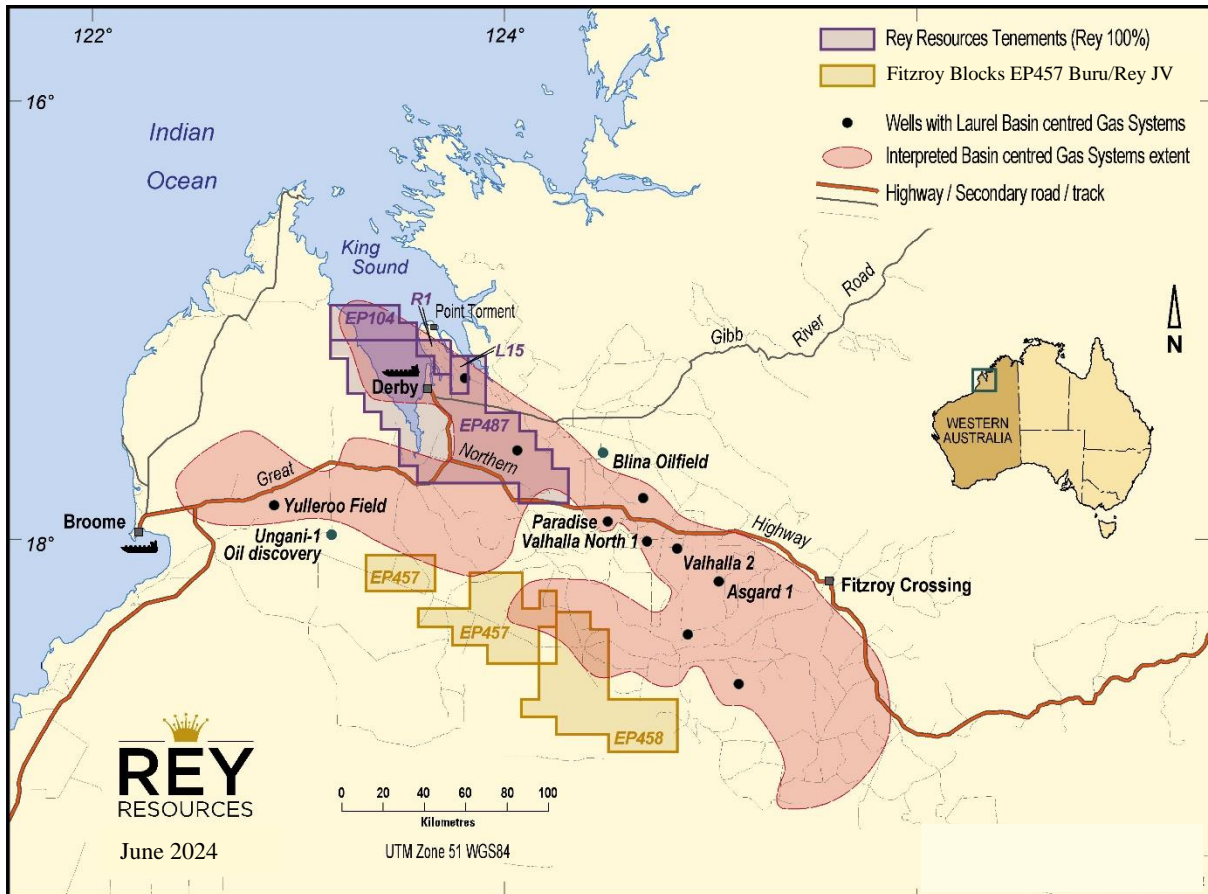 122°
124°
16°
18°
Rey Resources Tenements (Rey 100%)
Fitzroy Blocks EP457 Buru/Rey JV
Wells with Laurel Basin centred Gas Systems
Interpreted Basin centred Gas Systems extent
Highway / Secondary road / track
Indian
Ocean
King
Sound
R1
EP104
Point Torment
L15
Derby
EP487
Gibb
River
Road
N
WESTERN
AUSTRALIA
Great
Northern
Highway
Blina Oilfield
Yulleroo Field
Broome
Ungani-1
Oil discovery
Paradise
Valhalla North 1
Valhalla 2
Asgard 1
Fitzroy Crossing
EP457
EP457
EP458
REY
RESOURCES
June 2024
0 20 40 60 80 100
Kilometres
UTM Zone 51 WGS84